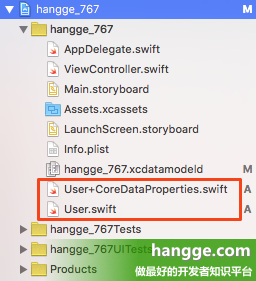 hangge_767
M
hangge_767
AppDelegate.swift
ViewController.swift
Main.storyboard
Assets.xcassets
LaunchScreen.storyboard
Info.plist
hangge_767.xcdatamodeld
M
User+CoreDataProperties.swift
A
User.swift
A
hangge_767Tests
hangge_767UITests
Products
hangge.com
做最好的开发者知识平台